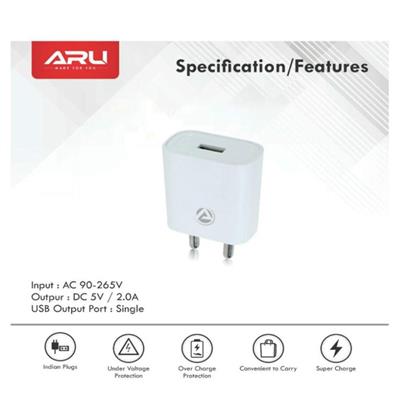 ARU
MADE FOR YOU
Specification/Features
Input : AC 90-265V
Outpur : DC 5V / 2.0A
USB Output Port : Single
Indian Plugs
Under Voltage
Protection
Over Charge
Protection
Convenient to Carry
Super Charge